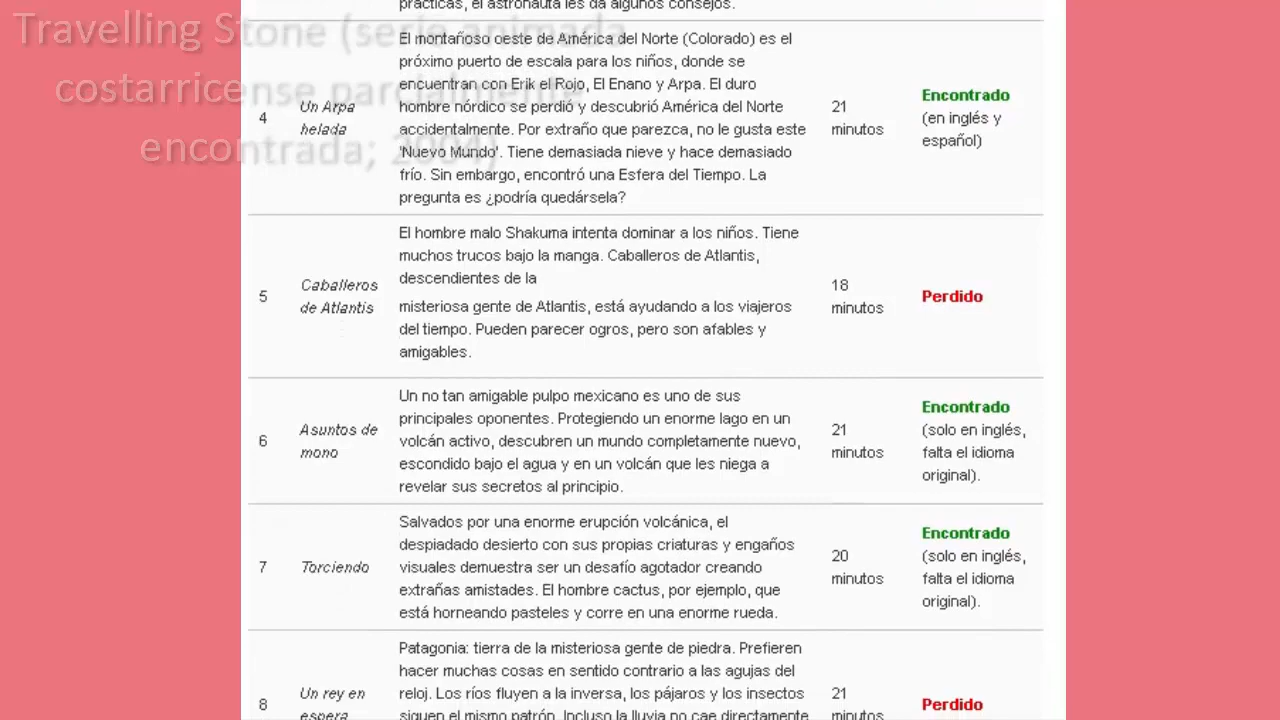 Travelling Stone (serie animada
costarricense parcialmente
encontrada; 2004)
prácticas, el astronauta les da algunos consejos.
4
Un Arpa
helada
El montañoso oeste de América del Norte (Colorado) es el
próximo puerto de escala para los niños, donde se
encuentran con Erik el Rojo, El Enano y Arpa. El duro
hombre nórdico se perdió y descubrió América del Norte
accidentalmente. Por extraño que parezca, no le gusta este
'Nuevo Mundo'. Tiene demasiada nieve y hace demasiado
frío. Sin embargo, encontró una Esfera del Tiempo. La
pregunta es ¿podría quedársela?
21
minutos
Encontrado
(en inglés y
español)
5
Caballeros
de Atlantis
El hombre malo Shakuma intenta dominar a los niños. Tiene
muchos trucos bajo la manga. Caballeros de Atlantis,
descendientes de la
misteriosa gente de Atlantis, está ayudando a los viajeros
del tiempo. Pueden parecer ogros, pero son afables y
amigables.
18
minutos
Perdido
6
Asuntos de
mono
Un no tan amigable pulpo mexicano es uno de sus
principales oponentes. Protegiendo un enorme lago en un
volcán activo, descubren un mundo completamente nuevo,
escondido bajo el agua y en un volcán que les niega a
revelar sus secretos al principio.
21
minutos
Encontrado
(solo en inglés,
falta el idioma
original).
7
Torciendo
Salvados por una enorme erupción volcánica, el
despiadado desierto con sus propias criaturas y engaños
visuales demuestra ser un desafío agotador creando
extrañas amistades. El hombre cactus, por ejemplo, que
está horneando pasteles y corre en una enorme rueda.
20
minutos
Encontrado
(solo en inglés,
falta el idioma
original).
8
Un rey en
espera
Patagonia: tierra de la misteriosa gente de piedra. Prefieren
hacer muchas cosas en sentido contrario a las agujas del
reloj. Los ríos fluyen a la inversa, los pájaros y los insectos
siguen el mismo patrón. Incluso la lluvia no cae directamente
21
minutos
Perdido